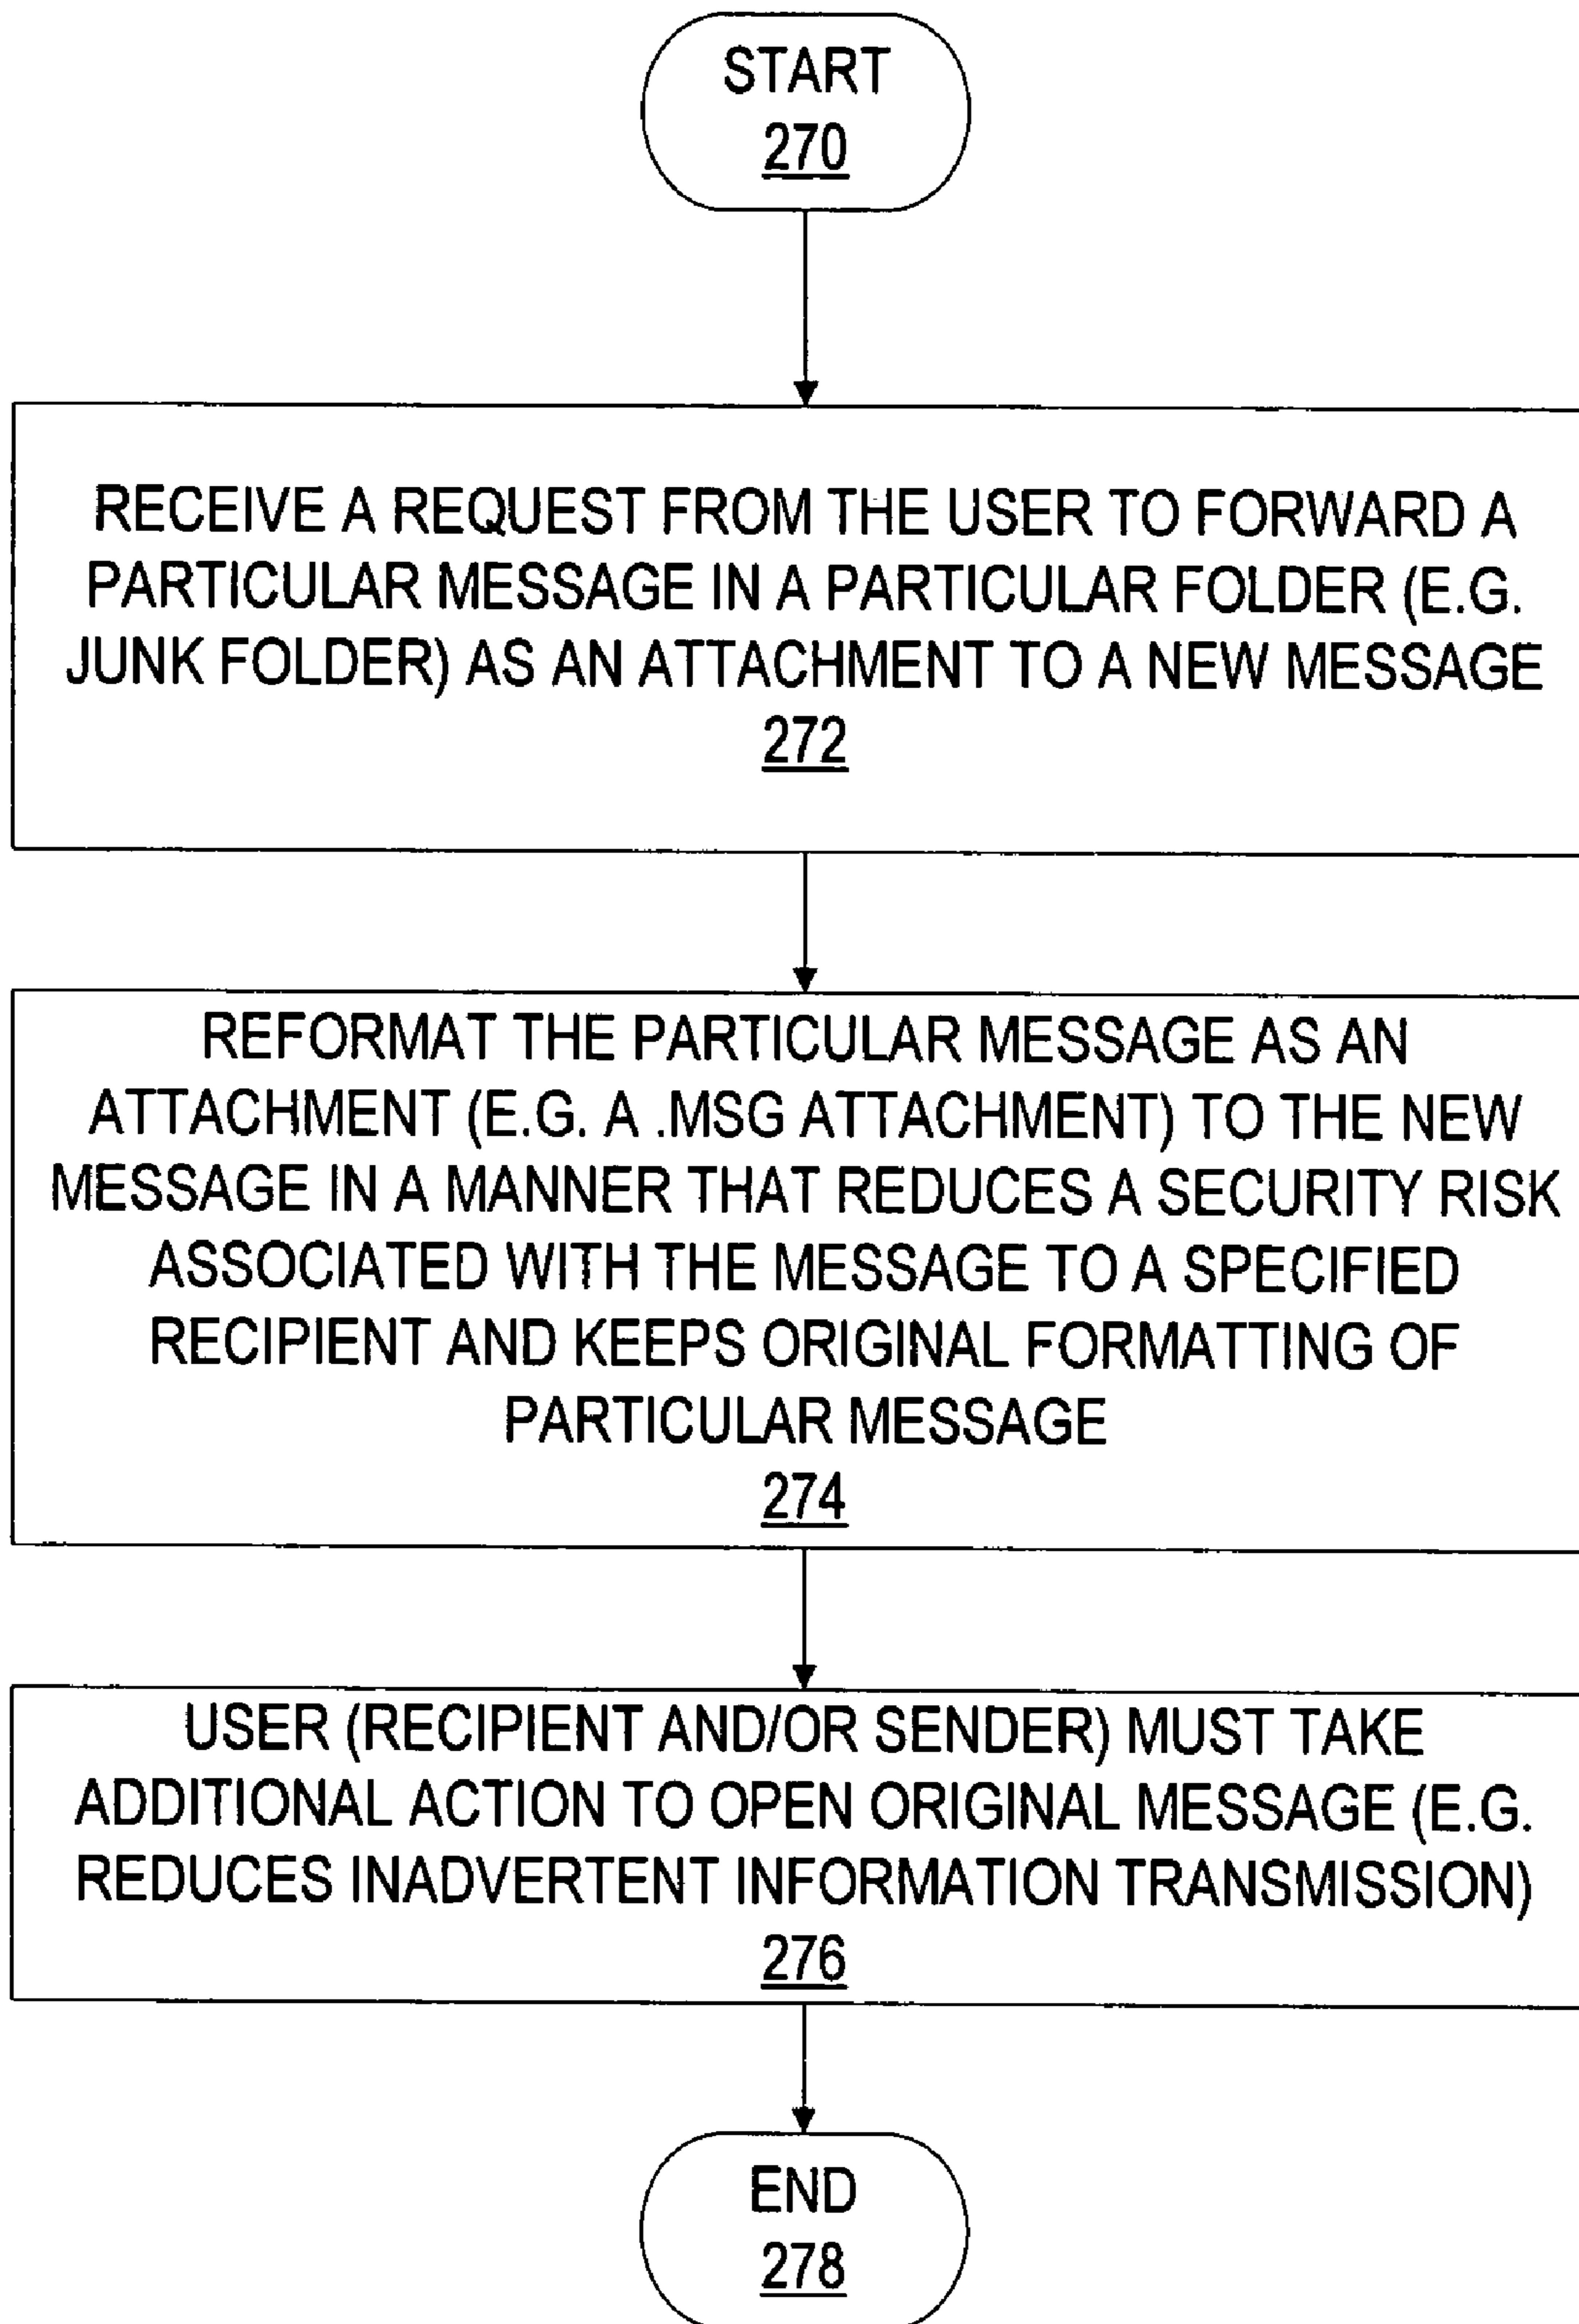 START
270
RECEIVE A REQUEST FROM THE USER TO FORWARD A
PARTICULAR MESSAGE IN A PARTICULAR FOLDER (E.G.
JUNK FOLDER) AS AN ATTACHMENT TO A NEW MESSAGE
272
REFORMAT THE PARTICULAR MESSAGE AS AN
ATTACHMENT (E.G. A .MSG ATTACHMENT) TO THE NEW
MESSAGE IN A MANNER THAT REDUCES A SECURITY RISK
ASSOCIATED WITH THE MESSAGE TO A SPECIFIED
RECIPIENT AND KEEPS ORIGINAL FORMATTING OF
PARTICULAR MESSAGE
274
USER (RECIPIENT AND/OR SENDER) MUST TAKE
ADDITIONAL ACTION TO OPEN ORIGINAL MESSAGE (E.G.
REDUCES INADVERTENT INFORMATION TRANSMISSION)
276
END
278